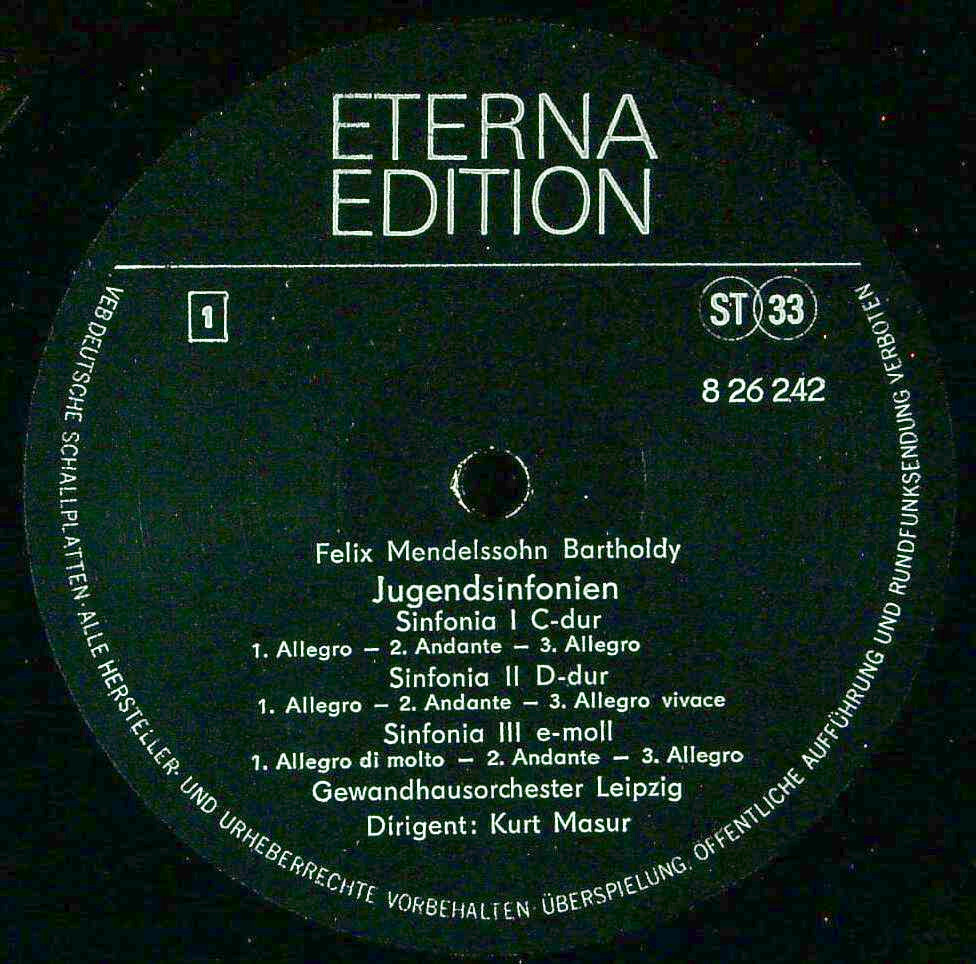 ETERNA
EDITION
1
ST 33
8 26 242
Felix Mendelssohn Bartholdy
Jugendsinfonien
Sinfonia I C-dur
1. Allegro – 2. Andante – 3. Allegro
Sinfonia II D-dur
1. Allegro – 2. Andante – 3. Allegro vivace
Sinfonia III e-moll
1. Allegro di molto – 2. Andante – 3. Allegro
Gewandhausorchester Leipzig
Dirigent: Kurt Masur
VEB DEUTSCHE SCHALLPLATTEN · ALLE HERSTELLER- UND URHEBERRECHTE VORBEHALTEN · ÜBERSPIELUNG, ÖFFENTLICHE AUFFÜHRUNG UND RUNDFUNKSENDUNG VERBOTEN